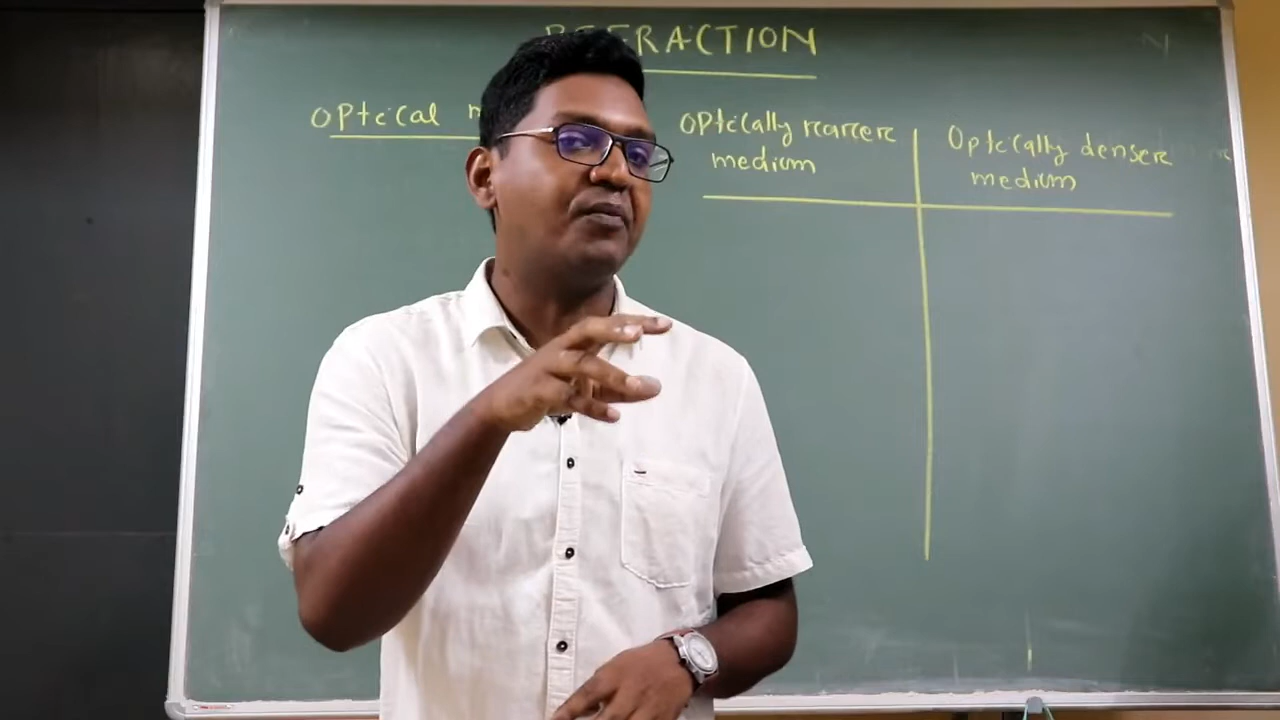 REFRACTION
Optical
Optically rarer
medium
Optically denser
medium